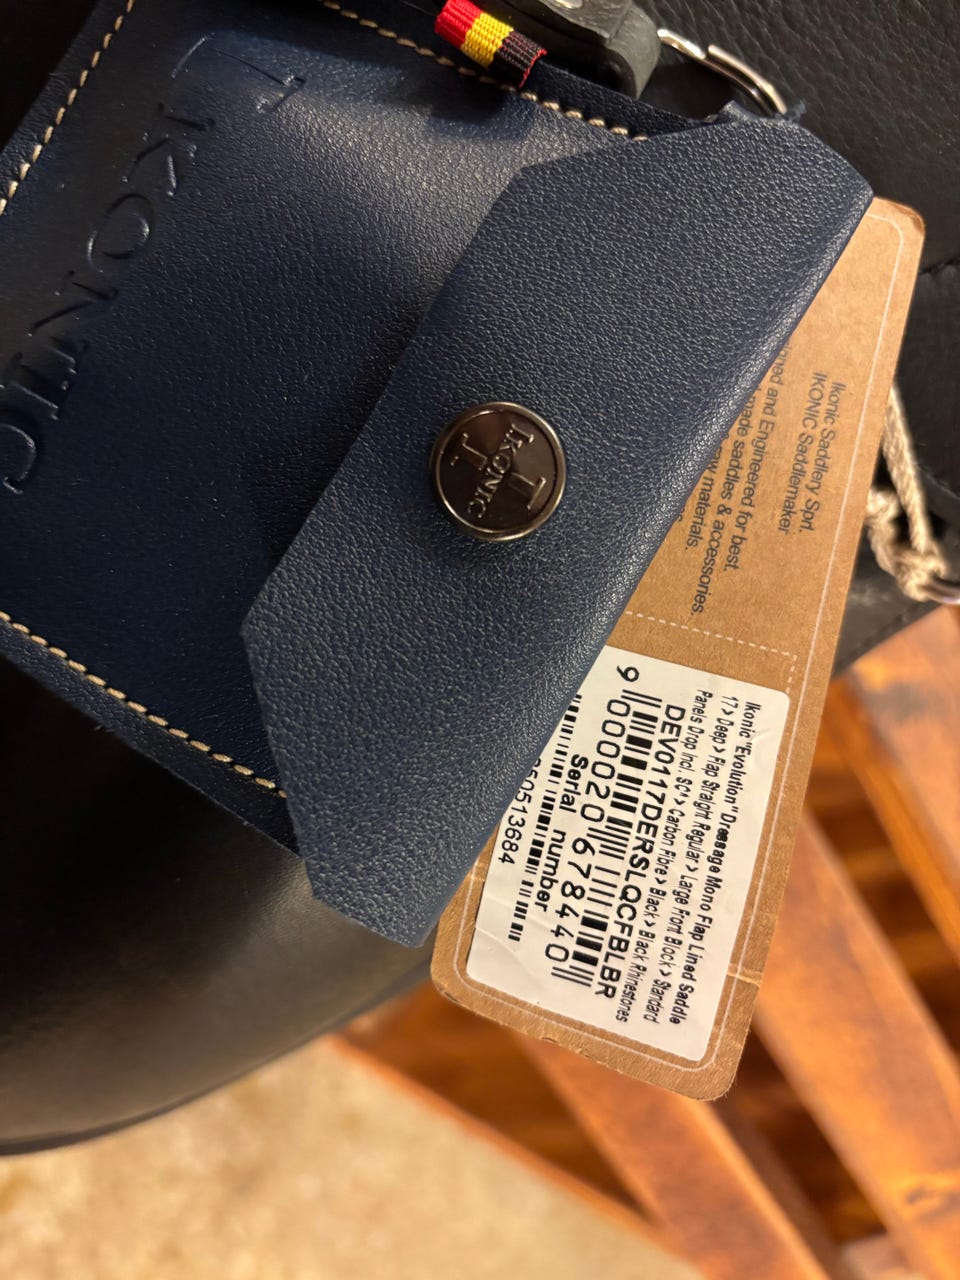 IKONIC
IKONIC
Ikonic Saddlery Sprl.
IKONIC Saddlemaker
and Engineered for best
made saddles & accessories.
materials.
Ikonic "Evolution" Dressage Mono Flap Lined Saddle
17 > Deep > Flap Straight Regular > Large Front Block > Standard
Panels Drop Incl. SC* > Carbon Fibre > Black > Black Rhinestones
DEV0117DERSLQCFBLBR
9 000020 678440
Serial number
50513684